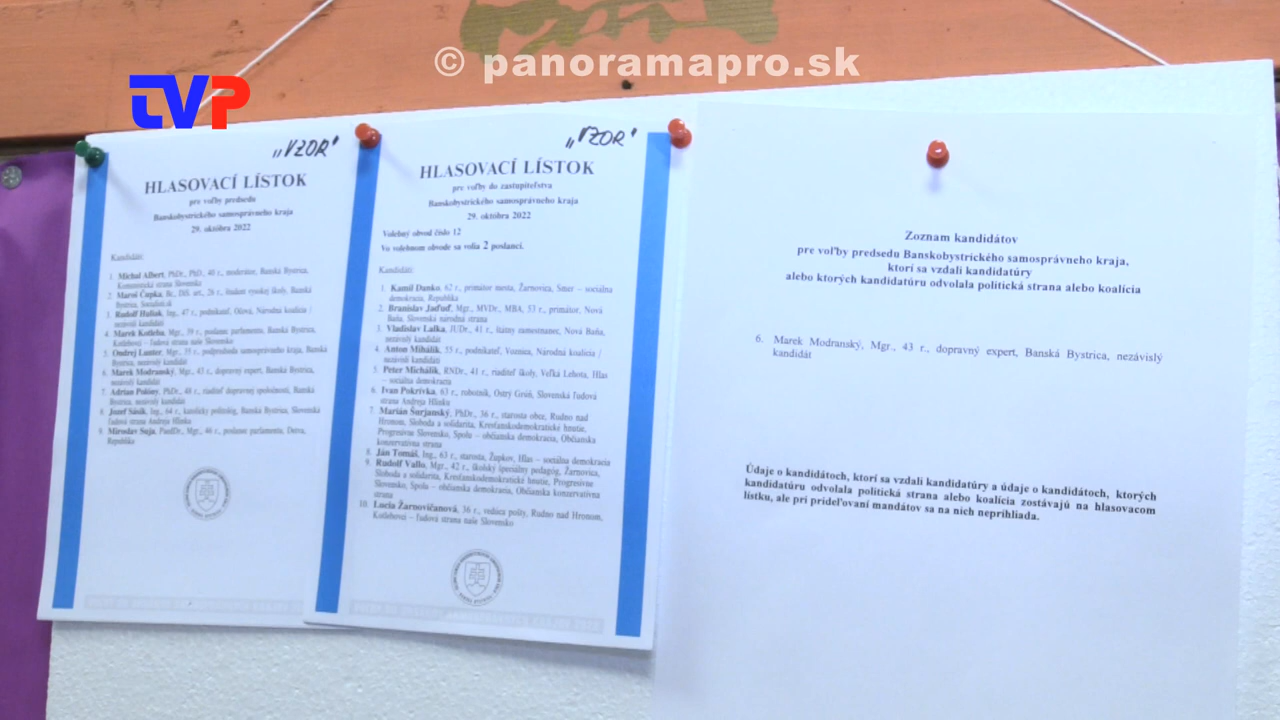 © panoramapro.sk
TVP
„VZOR"
HLASOVACÍ LÍSTOK
pre voľby predsedu
Banskobystrického samosprávneho kraja
29. októbra 2022
Kandidáti:
1. Michal Albert, PhDr., PhD., 40 r., moderátor, Banská Bystrica,
Komunistická strana Slovenska
2. Maroš Čupka, Bc., DiS. art., 26 r., študent vysokej školy, Banská
Bystrica, Socialisti.sk
3. Rudolf Huliak, Ing., 47 r., podnikateľ, Očová, Národná koalícia /
nezávislí kandidáti
4. Marek Kotleba, Mgr., 39 r., poslanec parlamentu, Banská Bystrica,
Kotlebovci – Ľudová strana naše Slovensko
5. Ondrej Lunter, Mgr., 35 r., podpredseda samosprávneho kraja, Banská
Bystrica, nezávislý kandidát
6. Marek Modranský, Mgr., 43 r., dopravný expert, Banská Bystrica,
nezávislý kandidát
7. Adrian Polóny, PhDr., 48 r., riaditeľ dopravnej spoločnosti, Banská
Bystrica, nezávislý kandidát
8. Jozef Sásik, Ing., 64 r., katolícky politológ, Banská Bystrica, Slovenská
ľudová strana Andreja Hlinku
9. Miroslav Suja, PaedDr., Mgr., 46 r., poslanec parlamentu, Detva,
Republika
„VZOR"
HLASOVACÍ LÍSTOK
pre voľby do zastupiteľstva
Banskobystrického samosprávneho kraja
29. októbra 2022
Volebný obvod číslo 12
Vo volebnom obvode sa volia 2 poslanci.
Kandidáti:
1. Kamil Danko, 62 r., primátor mesta, Žarnovica, Smer – sociálna
demokracia, Republika
2. Branislav Jaďuď, Mgr., MVDr., MBA, 53 r., primátor, Nová
Baňa, Slovenská národná strana
3. Vladislav Laška, JUDr., 41 r., štátny zamestnanec, Nová Baňa,
nezávislý kandidát
4. Anton Mihálik, 53 r., podnikateľ, Voznica, Národná koalícia /
nezávislí kandidáti
5. Peter Michálik, RNDr., 41 r., riaditeľ školy, Veľká Lehota, Hlas
– sociálna demokracia
6. Ivan Pokrivka, 63 r., robotník, Ostrý Grúň, Slovenská ľudová
strana Andreja Hlinku
7. Marián Šurjanský, PhDr., 36 r., starosta obce, Rudno nad
Hronom, Sloboda a solidarita, Kresťanskodemokratické hnutie,
Progresívne Slovensko, Spolu – občianska demokracia, Občianska
konzervatívna strana
8. Ján Tomáš, Ing., 63 r., starosta, Župkov, Hlas – sociálna demokracia
9. Rudolf Vallo, Mgr., 42 r., školský špeciálny pedagóg, Žarnovica,
Sloboda a solidarita, Kresťanskodemokratické hnutie, Progresívne
Slovensko, Spolu – občianska demokracia, Občianska konzervatívna
strana
10. Lucia Žarnovičanová, 36 r., vedúca pošty, Rudno nad Hronom,
Kotlebovci – Ľudová strana naše Slovensko
Zoznam kandidátov
pre voľby predsedu Banskobystrického samosprávneho kraja,
ktorí sa vzdali kandidatúry
alebo ktorých kandidatúru odvolala politická strana alebo koalícia
6. Marek Modranský, Mgr., 43 r., dopravný expert, Banská Bystrica, nezávislý
kandidát
Údaje o kandidátoch, ktorí sa vzdali kandidatúry a údaje o kandidátoch, ktorých
kandidatúru odvolala politická strana alebo koalícia zostávajú na hlasovacom
lístku, ale pri prideľovaní mandátov sa na nich neprihliada.